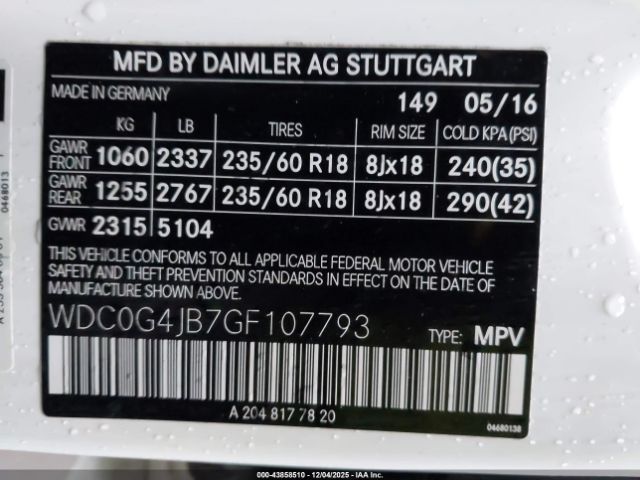 MFD BY DAIMLER AG STUTTGART
MADE IN GERMANY 149 05/16
KG LB TIRES RIM SIZE COLD KPA(PSI)
GAWR FRONT 1060 2337 235/60 R18 8Jx18 240(35)
GAWR REAR 1255 2767 235/60 R18 8Jx18 290(42)
GVWR 2315 5104
THIS VEHICLE CONFORMS TO ALL APPLICABLE FEDERAL MOTOR VEHICLE
SAFETY AND THEFT PREVENTION STANDARDS IN EFFECT ON THE DATE
OF MANUFACTURE SHOWN ABOVE.
WDC0G4JB7GF107793 TYPE: MPV
A 204 817 78 20
04680138
0468013
000-43858510 - 12/04/2025 - IAA Inc.